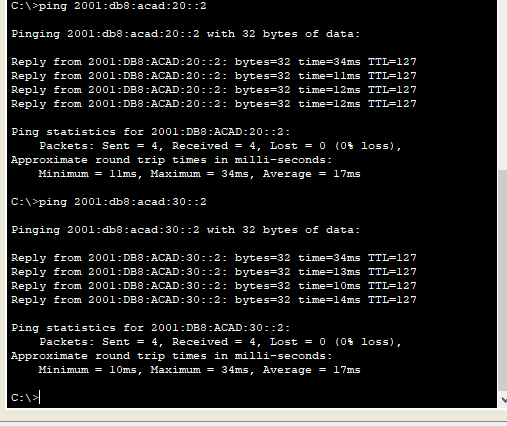 C:\>ping 2001:db8:acad:20::2
Pinging 2001:db8:acad:20::2 with 32 bytes of data:
Reply from 2001:DB8:ACAD:20::2: bytes=32 time=34ms TTL=127
Reply from 2001:DB8:ACAD:20::2: bytes=32 time=11ms TTL=127
Reply from 2001:DB8:ACAD:20::2: bytes=32 time=12ms TTL=127
Reply from 2001:DB8:ACAD:20::2: bytes=32 time=12ms TTL=127
Ping statistics for 2001:DB8:ACAD:20::2:
Packets: Sent = 4, Received = 4, Lost = 0 (0% loss),
Approximate round trip times in milli-seconds:
Minimum = 11ms, Maximum = 34ms, Average = 17ms
C:\>ping 2001:db8:acad:30::2
Pinging 2001:db8:acad:30::2 with 32 bytes of data:
Reply from 2001:DB8:ACAD:30::2: bytes=32 time=34ms TTL=127
Reply from 2001:DB8:ACAD:30::2: bytes=32 time=13ms TTL=127
Reply from 2001:DB8:ACAD:30::2: bytes=32 time=10ms TTL=127
Reply from 2001:DB8:ACAD:30::2: bytes=32 time=14ms TTL=127
Ping statistics for 2001:DB8:ACAD:30::2:
Packets: Sent = 4, Received = 4, Lost = 0 (0% loss),
Approximate round trip times in milli-seconds:
Minimum = 10ms, Maximum = 34ms, Average = 17ms
C:\>